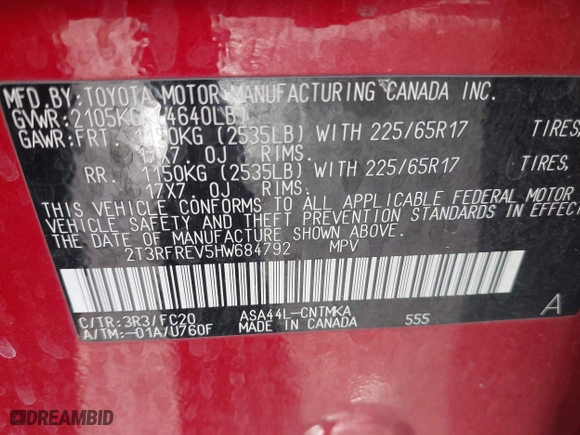 MFD.BY:TOYOTA MOTOR MANUFACTURING CANADA INC.
GVWR:2105KG (4640LB)
GAWR:FRT. 1150KG (2535LB) WITH 225/65R17 TIRES,
17X7.0J RIMS.
RR. 1150KG (2535LB) WITH 225/65R17 TIRES,
17X7.0J RIMS.
THIS VEHICLE CONFORMS TO ALL APPLICABLE FEDERAL MOTOR
VEHICLE SAFETY AND THEFT PREVENTION STANDARDS IN EFFECT
THE DATE OF MANUFACTURE SHOWN ABOVE.
2T3RFREV5HW684792 MPV
C/TR:3R3/FC20 ASA44L-CNTMKA
A/TM:-01A/U760F MADE IN CANADA 555 A
DREAMBID